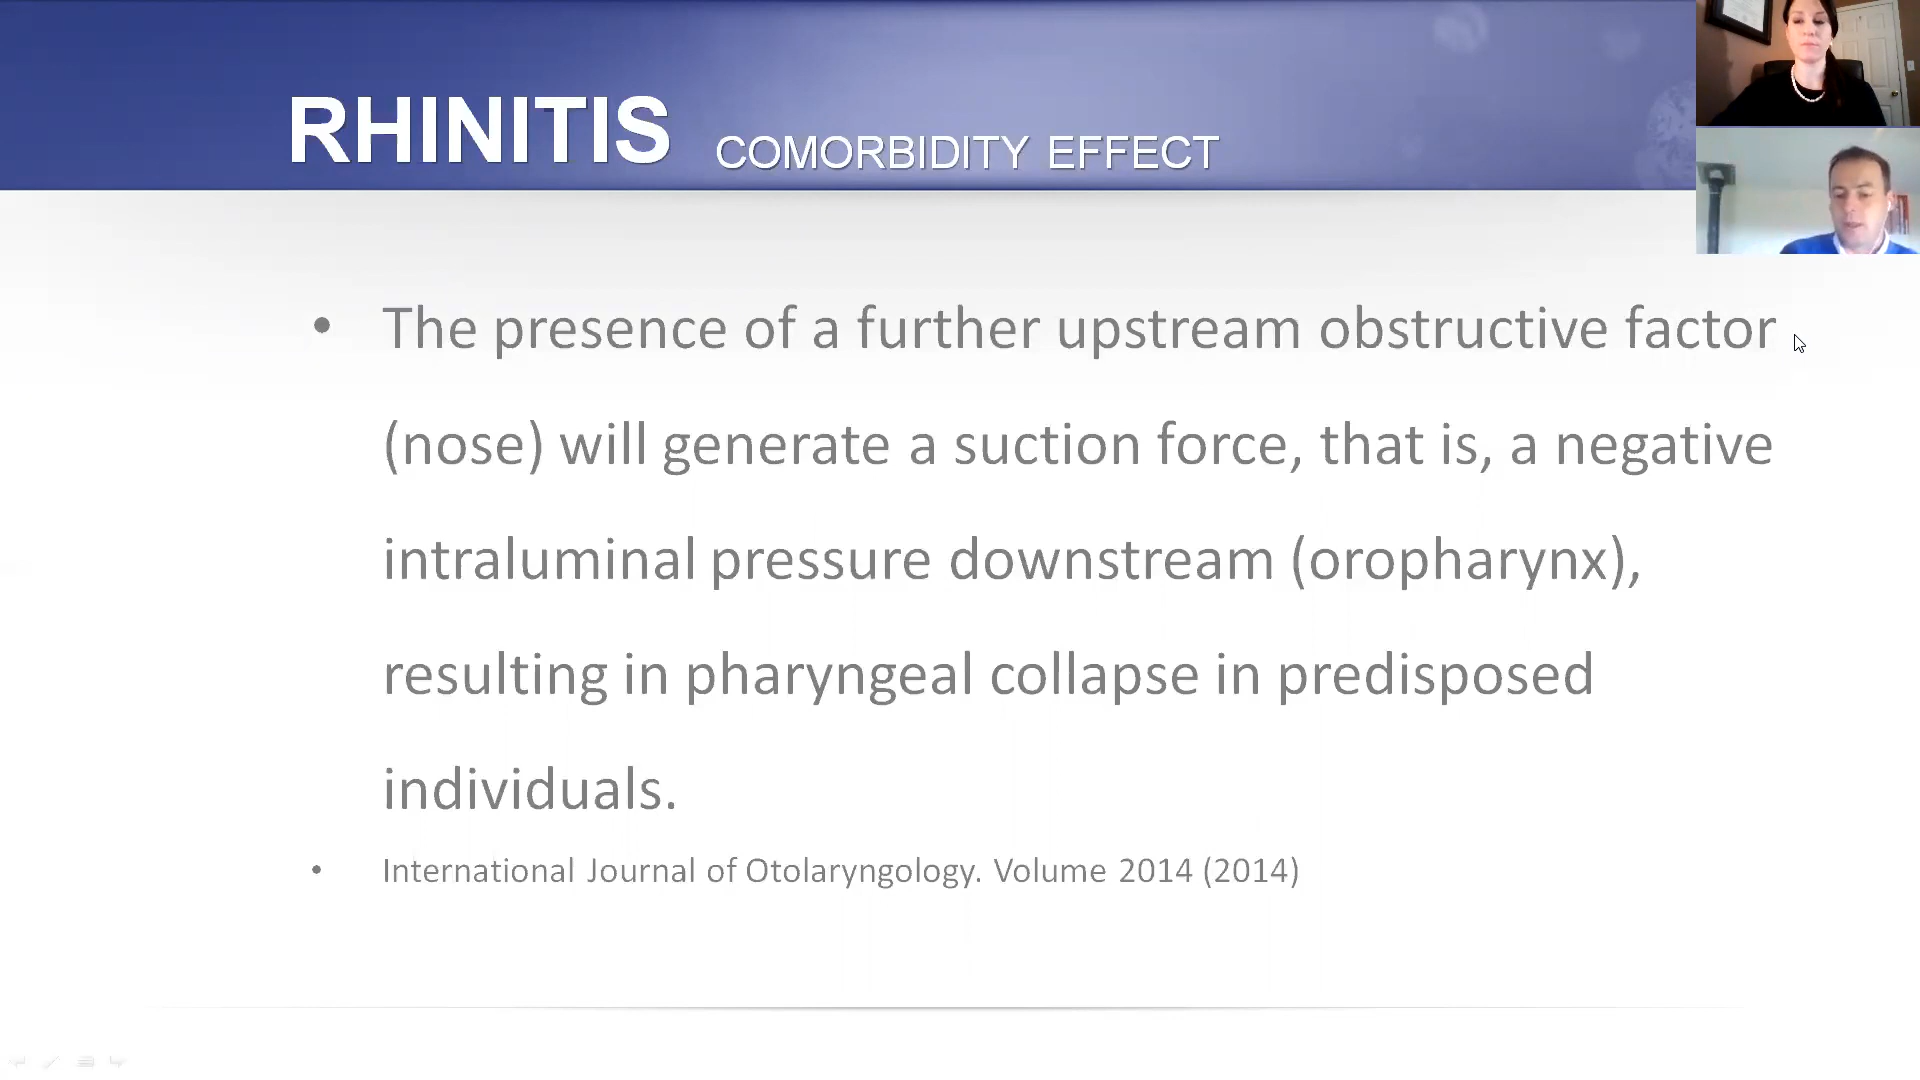 RHINITIS COMORBIDITY EFFECT
• The presence of a further upstream obstructive factor
(nose) will generate a suction force, that is, a negative
intraluminal pressure downstream (oropharynx),
resulting in pharyngeal collapse in predisposed
individuals.
• International Journal of Otolaryngology. Volume 2014 (2014)